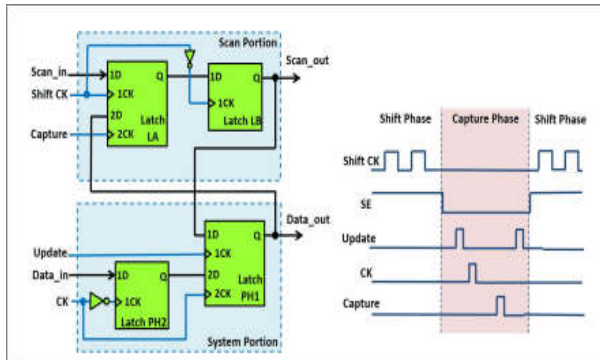 Scan Portion
Scan_in
1D
Q
1D
Q
Scan_out
Shift CK
1CK
2D
Latch
LA
1CK
Capture
2CK
Latch LB
Data_out
1D
Q
Update
1CK
Data_in
1D
Q
2D
Latch
PH1
CK
1CK
2CK
Latch PH2
System Portion
Shift Phase
Capture Phase
Shift Phase
Shift CK
SE
Update
CK
Capture